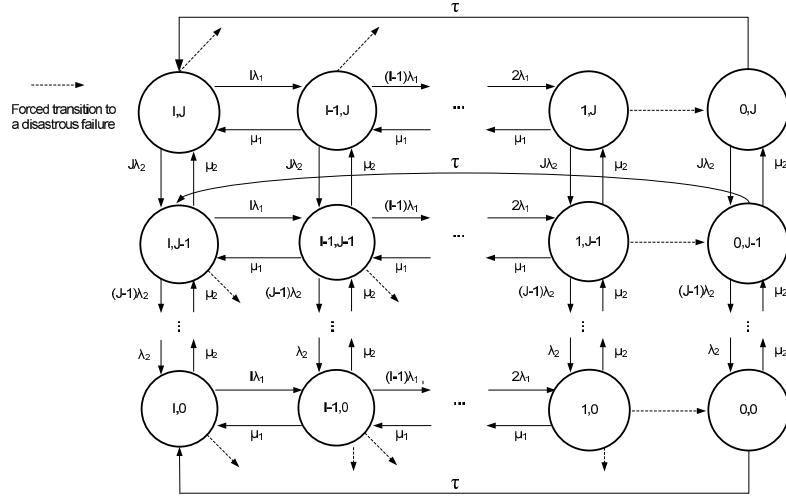 τ
Iλ₁
(I-1)λ₁
2λ₁
Forced transition to
a disastrous failure
I,J
I-1,J
...
1,J
0,J
μ₁
μ₁
μ₁
Jλ₂
μ₂
Jλ₂
μ₂
Jλ₂
μ₂
Jλ₂
μ₂
τ
Iλ₁
(I-1)λ₁
2λ₁
I,J-1
I-1,J-1
...
1,J-1
0,J-1
μ₁
μ₁
μ₁
(J-1)λ₂
μ₂
(J-1)λ₂
μ₂
(J-1)λ₂
μ₂
(J-1)λ₂
μ₂
...
...
...
...
λ₂
μ₂
λ₂
μ₂
λ₂
μ₂
λ₂
μ₂
Iλ₁
(I-1)λ₁
2λ₁
I,0
I-1,0
...
1,0
0,0
μ₁
μ₁
μ₁
τ